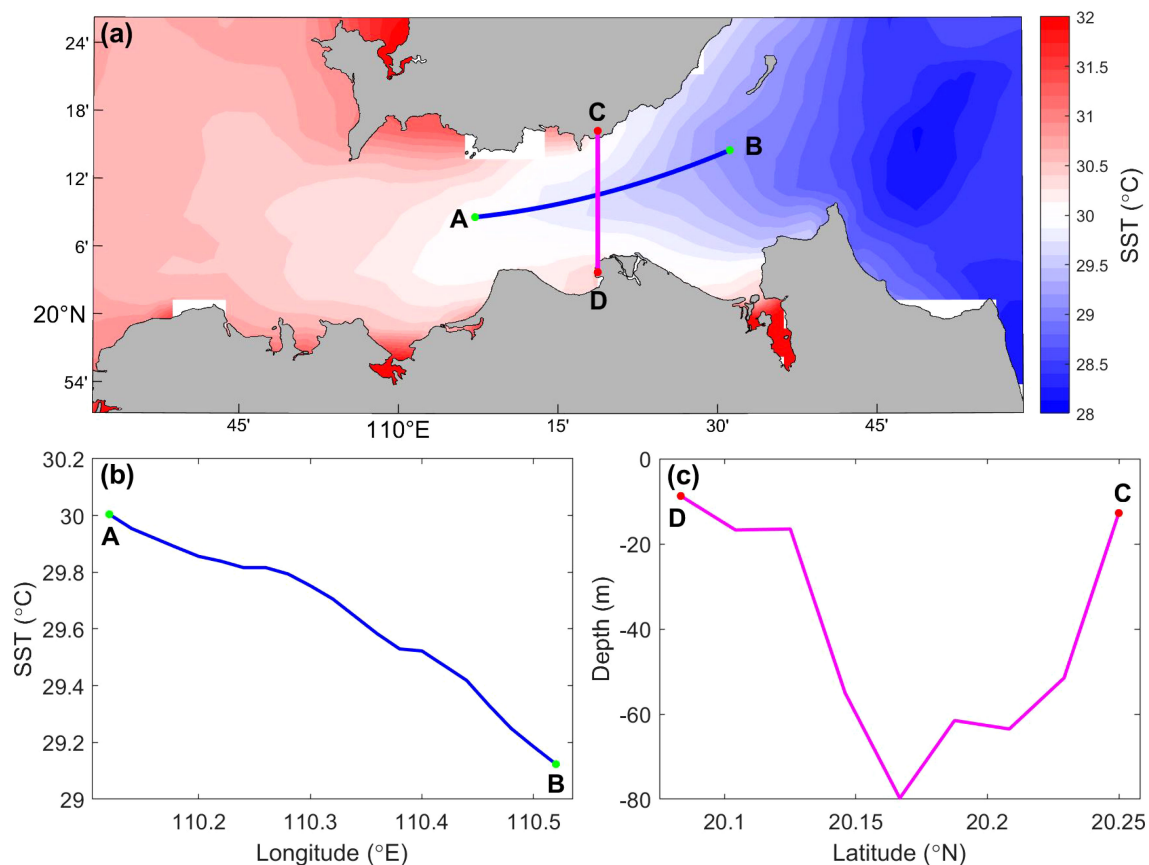 (a)
24'
18'
12'
6'
20°N
54'
45'
110°E
15'
30'
45'
C
B
A
D
32
31.5
31
30.5
30
29.5
29
28.5
28
SST (°C)
(b)
30.2
30
29.8
29.6
29.4
29.2
29
SST (°C)
A
B
110.2
110.3
110.4
110.5
Longitude (°E)
(c)
0
-20
-40
-60
-80
Depth (m)
D
C
20.1
20.15
20.2
20.25
Latitude (°N)